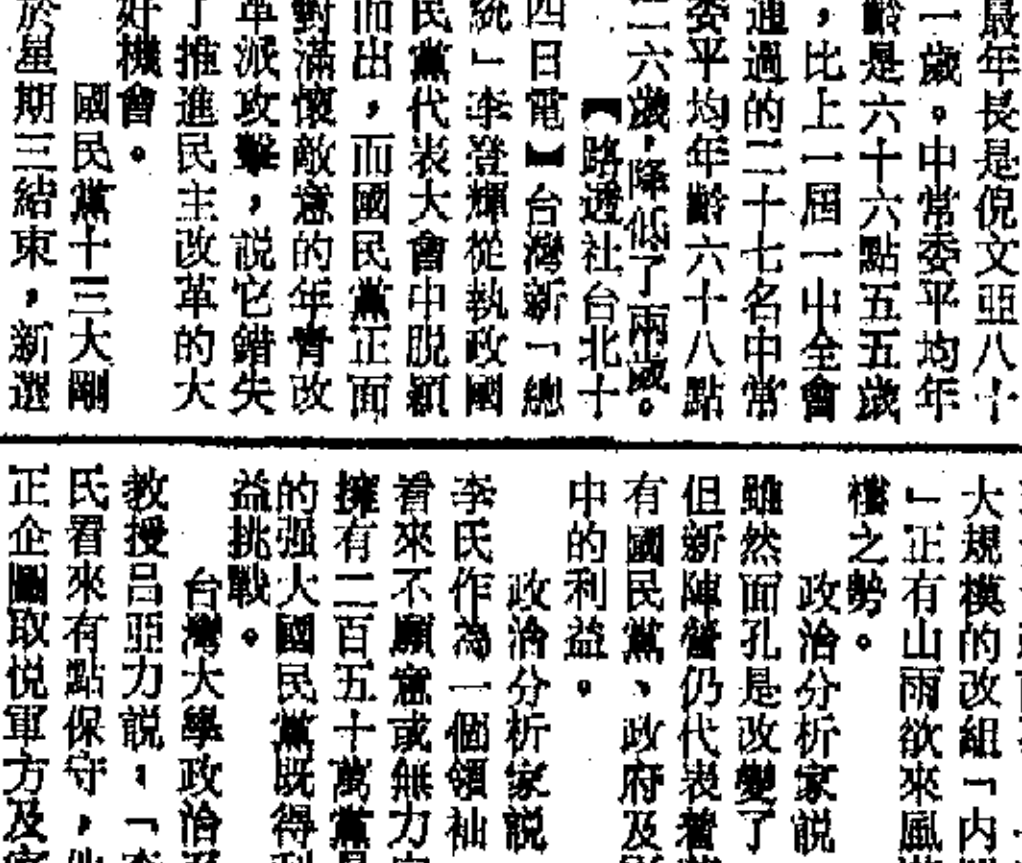 最年長是倪文亞八十
一歲。中常委平均年
齡是六十六點五五歲
,比上一屆一中全會
通過的二十七名中常
委平均年齡六十八點
二六歲,降低了兩歲。
【路透社台北十
四日電】台灣新「總
統」李登輝從執政國
民黨代表大會中脫穎
而出,而國民黨正面
對滿懷敵意的年青改
革派攻擊,說它錯失
了推進民主改革的大
好機會。
國民黨十三大剛
於星期三結束,新選
大規模的改組「內
」正有山雨欲來風
樓之勢。
政治分析家說
雖然面孔是改變了
但新陣營仍代表著
有國民黨、政府及
中的利益。
政治分析家說
李氏作為一個領袖
看來不願意或無力
擁有二百五十萬黨
的强大國民黨既得利
益挑戰。
台灣大學政治
教授呂亞力說:「李
氏看來有點保守,他
正企圖取悦軍方及